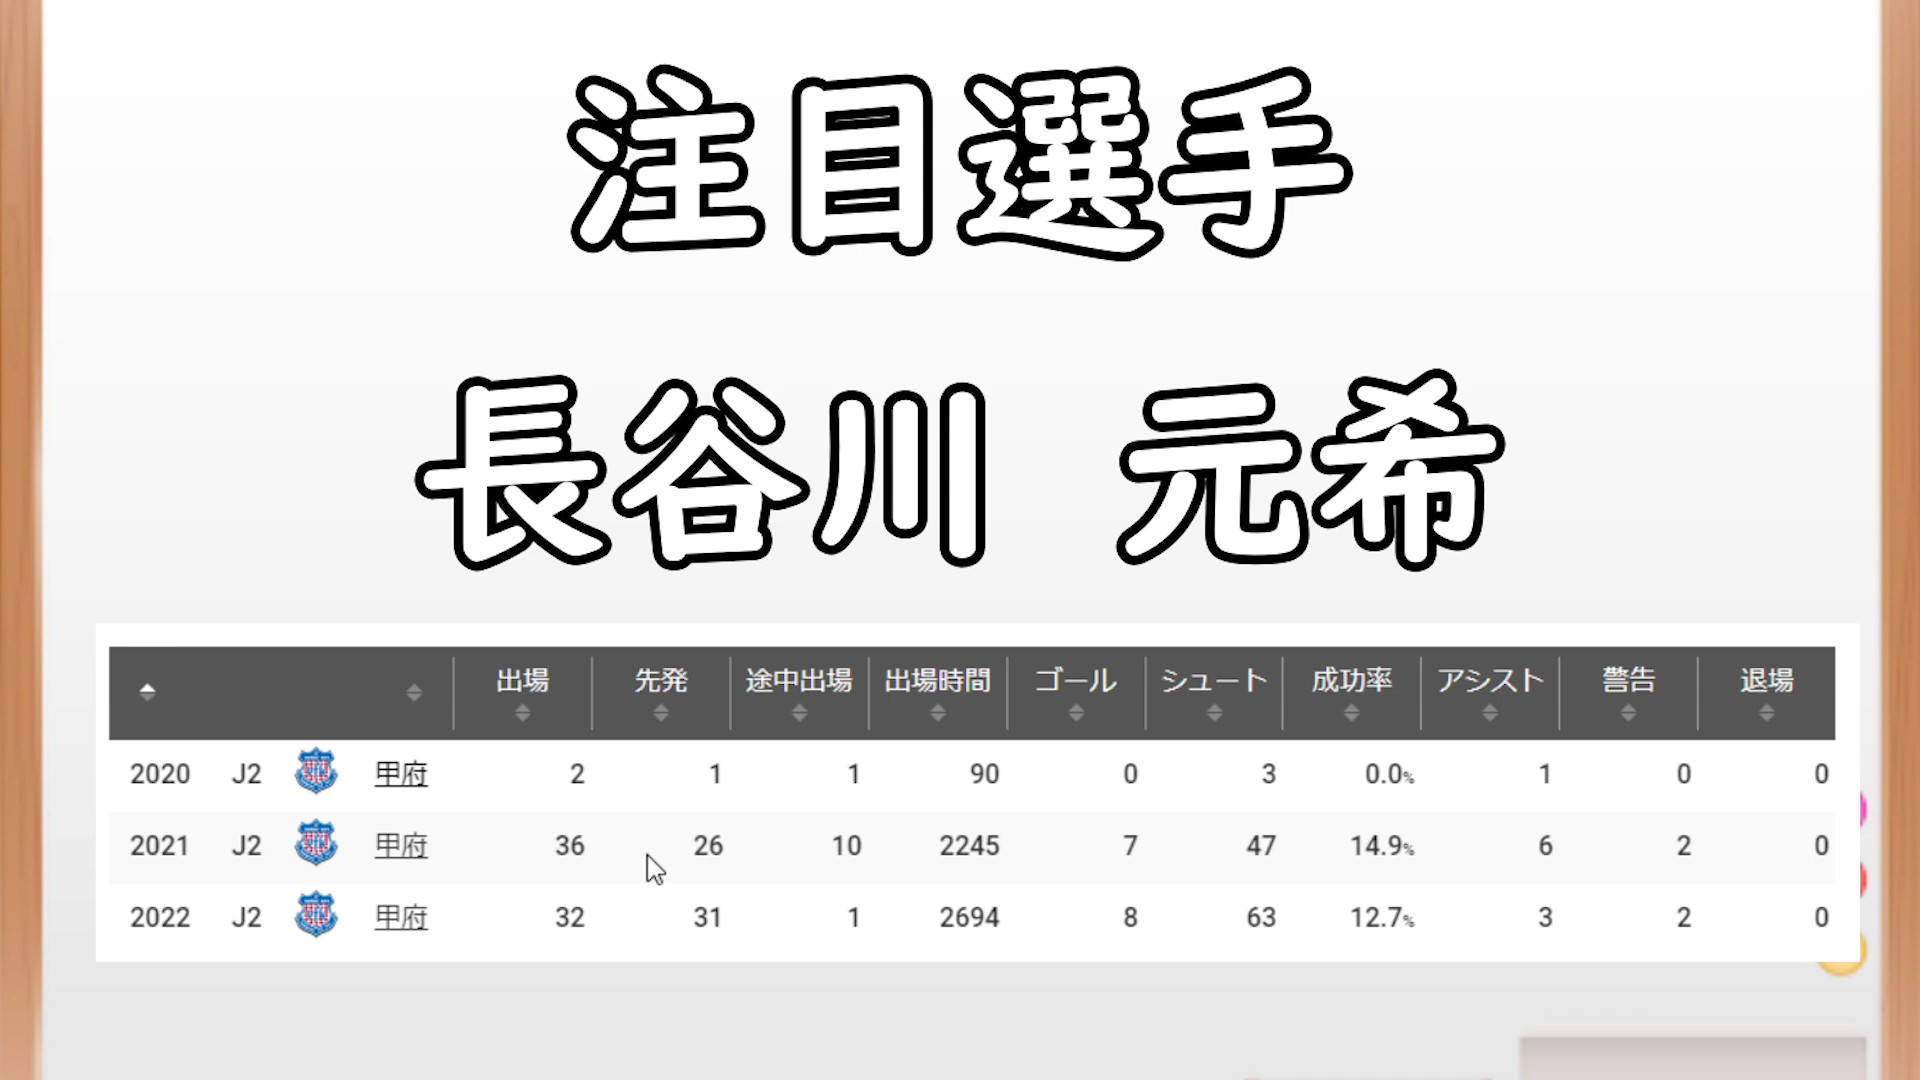 注目選手
長谷川 元希
出場 先発 途中出場 出場時間 ゴール シュート 成功率 アシスト 警告 退場
2020 J2 甲府 2 1 1 90 0 3 0.0% 1 0 0
2021 J2 甲府 36 26 10 2245 7 47 14.9% 6 2 0
2022 J2 甲府 32 31 1 2694 8 63 12.7% 3 2 0